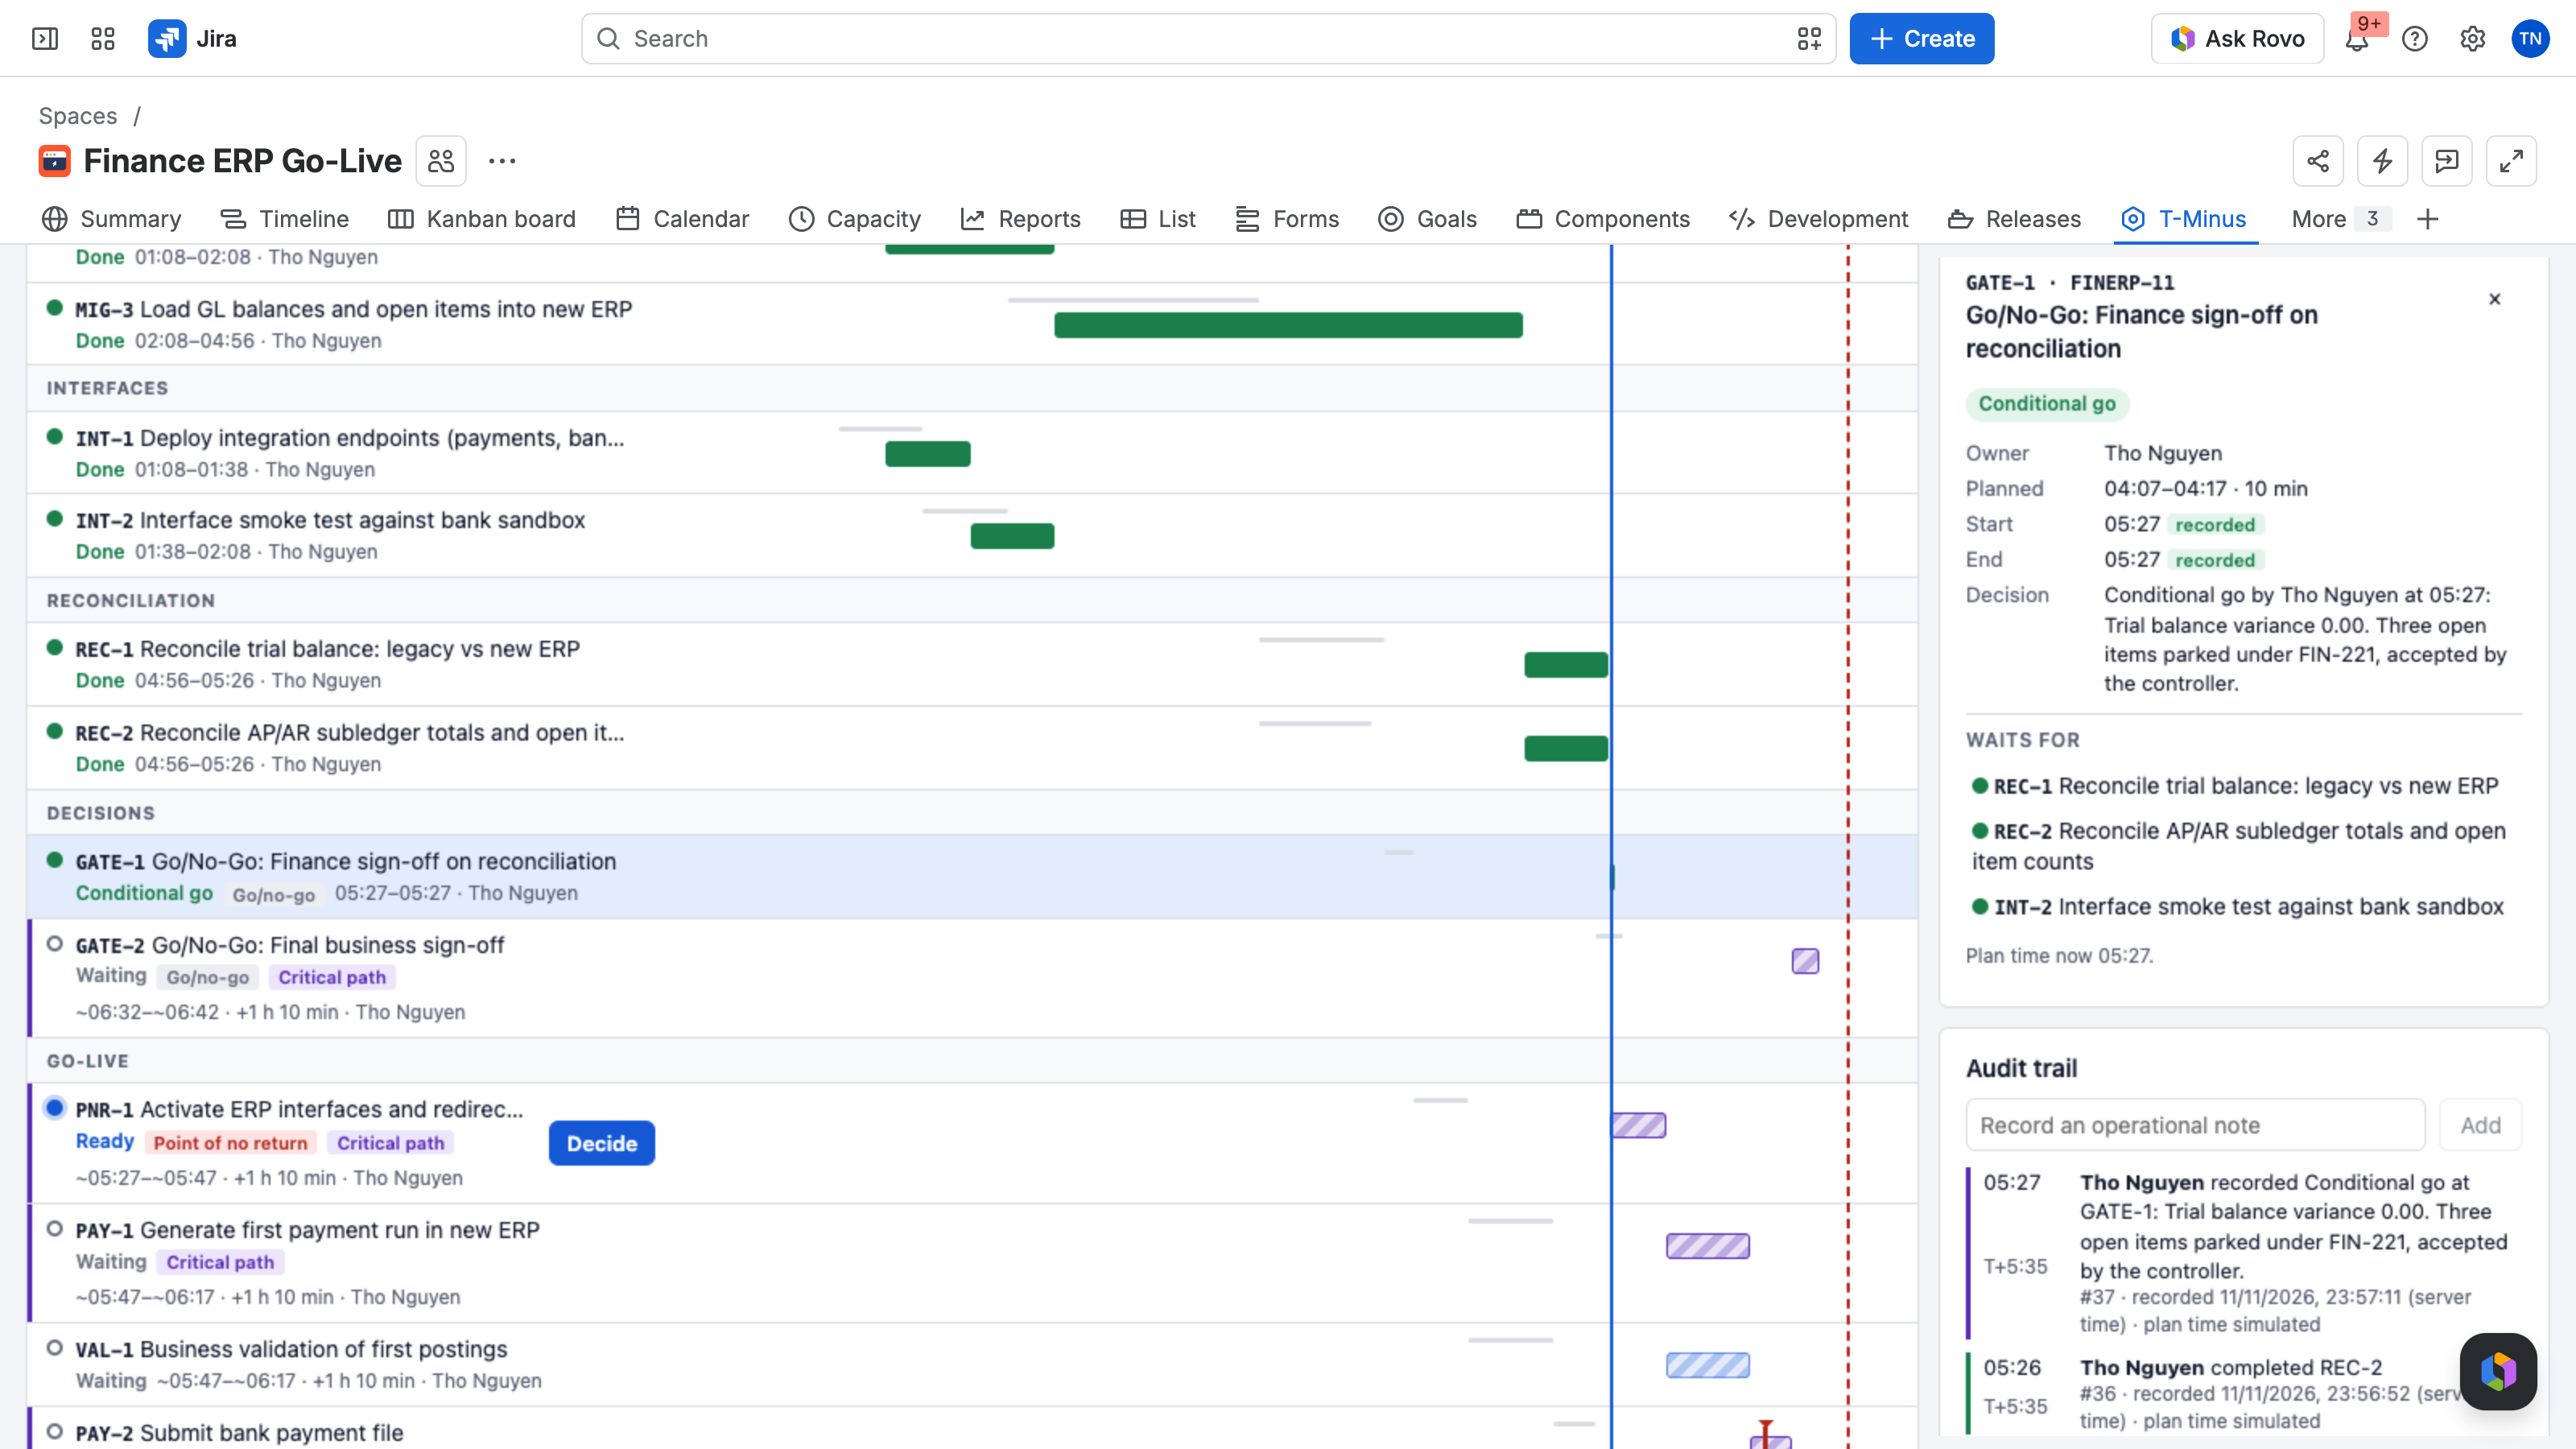 Jira
Search
Create
Ask Rovo
9+
TN
Spaces /
Finance ERP Go-Live
Summary
Timeline
Kanban board
Calendar
Capacity
Reports
List
Forms
Goals
Components
Development
Releases
T-Minus
More 3
Done 01:08–02:08 · Tho Nguyen
MIG-3 Load GL balances and open items into new ERP
Done 02:08–04:56 · Tho Nguyen
INTERFACES
INT-1 Deploy integration endpoints (payments, ban...
Done 01:08–01:38 · Tho Nguyen
INT-2 Interface smoke test against bank sandbox
Done 01:38–02:08 · Tho Nguyen
RECONCILIATION
REC-1 Reconcile trial balance: legacy vs new ERP
Done 04:56–05:26 · Tho Nguyen
REC-2 Reconcile AP/AR subledger totals and open it...
Done 04:56–05:26 · Tho Nguyen
DECISIONS
GATE-1 Go/No-Go: Finance sign-off on reconciliation
Conditional go Go/no-go 05:27–05:27 · Tho Nguyen
GATE-2 Go/No-Go: Final business sign-off
Waiting Go/no-go Critical path
~06:32–~06:42 · +1 h 10 min · Tho Nguyen
GO-LIVE
PNR-1 Activate ERP interfaces and redirec...
Ready Point of no return Critical path
Decide
~05:27–~05:47 · +1 h 10 min · Tho Nguyen
PAY-1 Generate first payment run in new ERP
Waiting Critical path
~05:47–~06:17 · +1 h 10 min · Tho Nguyen
VAL-1 Business validation of first postings
Waiting ~05:47–~06:17 · +1 h 10 min · Tho Nguyen
PAY-2 Submit bank payment file
GATE-1 · FINERP-11
Go/No-Go: Finance sign-off on
reconciliation
×
Conditional go
Owner Tho Nguyen
Planned 04:07–04:17 · 10 min
Start 05:27 recorded
End 05:27 recorded
Decision Conditional go by Tho Nguyen at 05:27:
Trial balance variance 0.00. Three open
items parked under FIN-221, accepted by
the controller.
WAITS FOR
REC-1 Reconcile trial balance: legacy vs new ERP
REC-2 Reconcile AP/AR subledger totals and open
item counts
INT-2 Interface smoke test against bank sandbox
Plan time now 05:27.
Audit trail
Record an operational note
Add
05:27 Tho Nguyen recorded Conditional go at
GATE-1: Trial balance variance 0.00. Three
open items parked under FIN-221, accepted
T+5:35 by the controller.
#37 · recorded 11/11/2026, 23:57:11 (server
time) · plan time simulated
05:26 Tho Nguyen completed REC-2
T+5:35 #36 · recorded 11/11/2026, 23:56:52 (serv
time) · plan time simulated